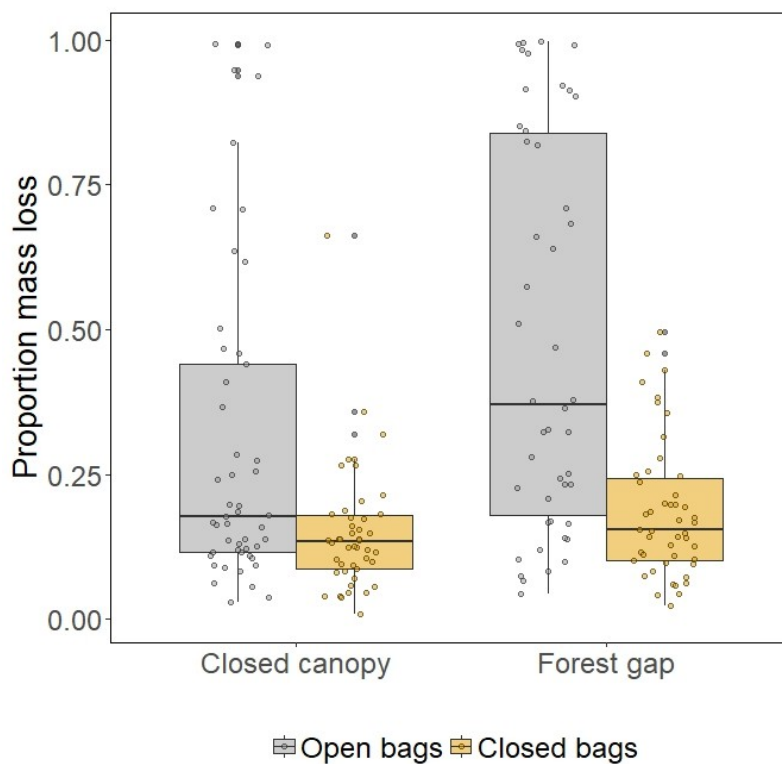 Proportion mass loss
1.00
0.75
0.50
0.25
0.00
Closed canopy Forest gap
Open bags Closed bags